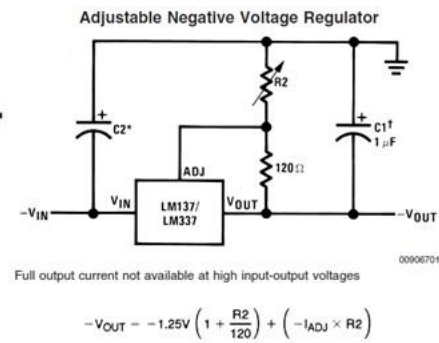 Adjustable Negative Voltage Regulator
R2
C2*
C1†
1 µF
120Ω
ADJ
–VIN
VIN
LM137/
LM337
VOUT
–VOUT
00906701
Full output current not available at high input-output voltages
–VOUT – –1.25V (1 + R2/120) + (–IADJ × R2)